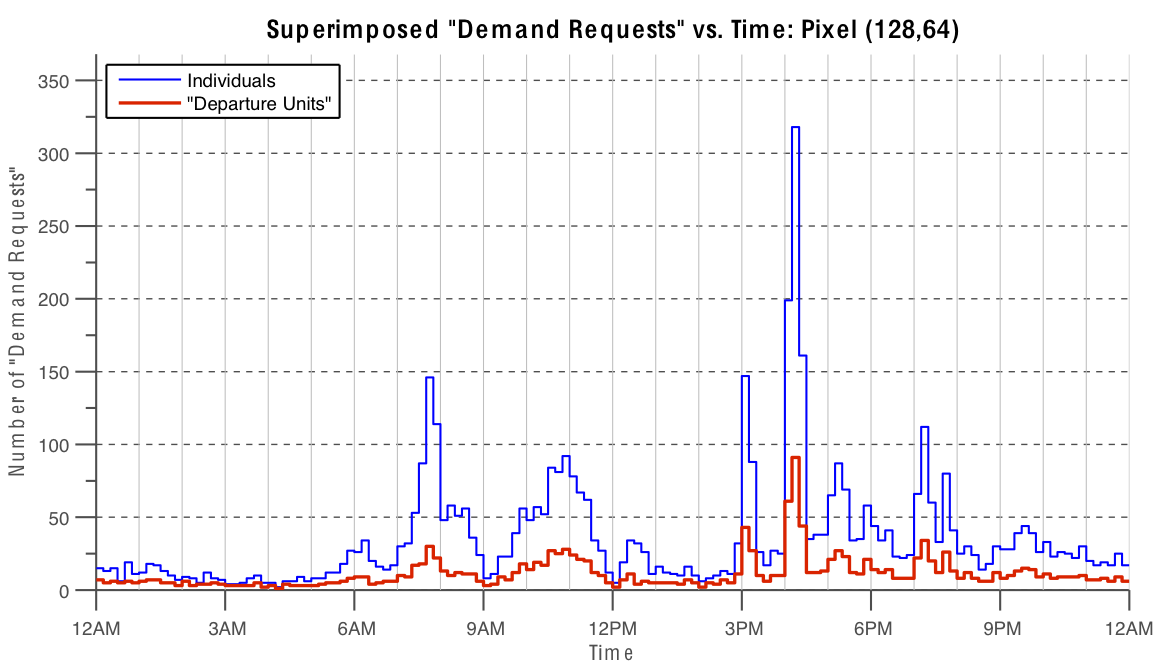 Superimposed "Demand Requests" vs. Time: Pixel (128,64)
Individuals
"Departure Units"
Number of "Demand Requests"
350
300
250
200
150
100
50
0
12AM 3AM 6AM 9AM 12PM 3PM 6PM 9PM 12AM
Time